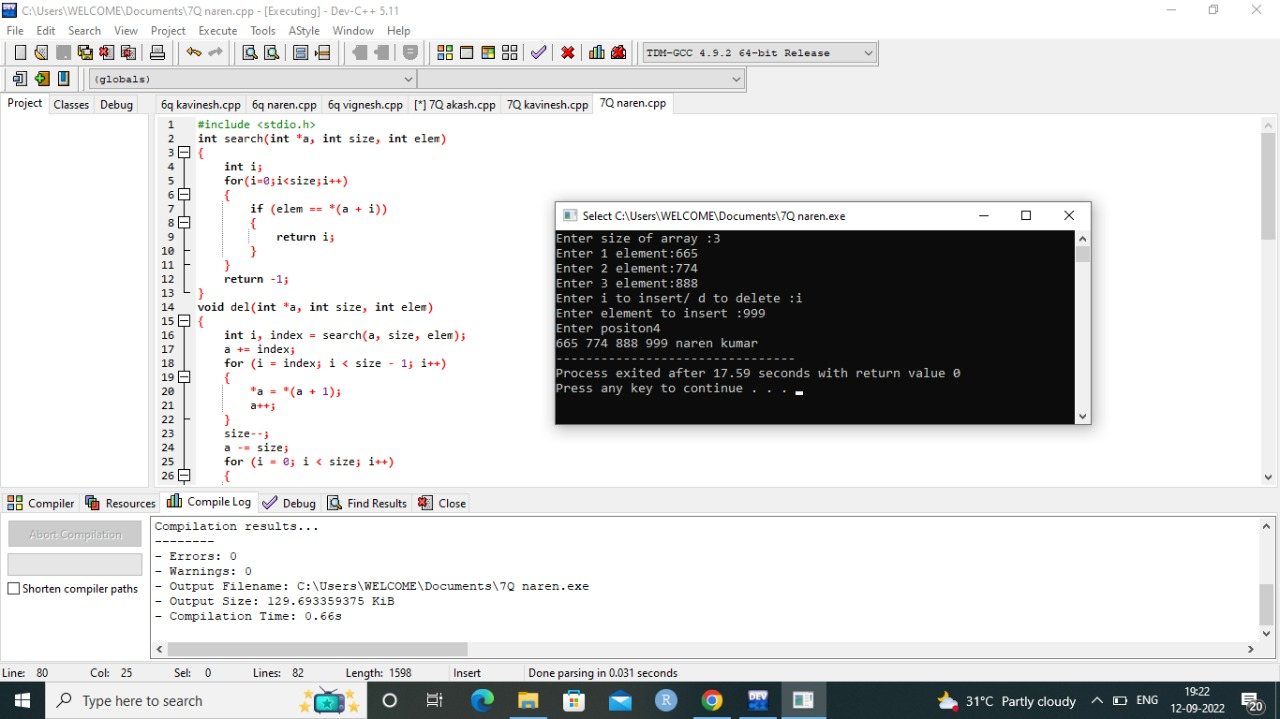 C:\Users\WELCOME\Documents\7Q naren.cpp - [Executing] - Dev-C++ 5.11
File Edit Search View Project Execute Tools AStyle Window Help
TDM-GCC 4.9.2 64-bit Release
(globals)
Project Classes Debug 6q kavinesh.cpp 6q naren.cpp 6q vignesh.cpp [*] 7Q akash.cpp 7Q kavinesh.cpp 7Q naren.cpp
1 #include <stdio.h>
2 int search(int *a, int size, int elem)
3 {
4 int i;
5 for(i=0;i<size;i++)
6 {
7 if (elem == *(a + i))
8 {
9 return i;
10 }
11 }
12 return -1;
13 }
14 void del(int *a, int size, int elem)
15 {
16 int i, index = search(a, size, elem);
17 a += index;
18 for (i = index; i < size - 1; i++)
19 {
20 *a = *(a + 1);
21 a++;
22 }
23 size--;
24 a -= size;
25 for (i = 0; i < size; i++)
26 {
Select C:\Users\WELCOME\Documents\7Q naren.exe
Enter size of array :3
Enter 1 element:665
Enter 2 element:774
Enter 3 element:888
Enter i to insert/ d to delete :i
Enter element to insert :999
Enter positon4
665 774 888 999 naren kumar
--------------------------------
Process exited after 17.59 seconds with return value 0
Press any key to continue . . .
Compiler Resources Compile Log Debug Find Results Close
Abort Compilation
Shorten compiler paths
Compilation results...
--------
- Errors: 0
- Warnings: 0
- Output Filename: C:\Users\WELCOME\Documents\7Q naren.exe
- Output Size: 129.693359375 KiB
- Compilation Time: 0.66s
Line: 80 Col: 25 Sel: 0 Lines: 82 Length: 1598 Insert Done parsing in 0.031 seconds
Type here to search
DEV
R
DEV
31°C Partly cloudy
ENG
19:22
12-09-2022
20